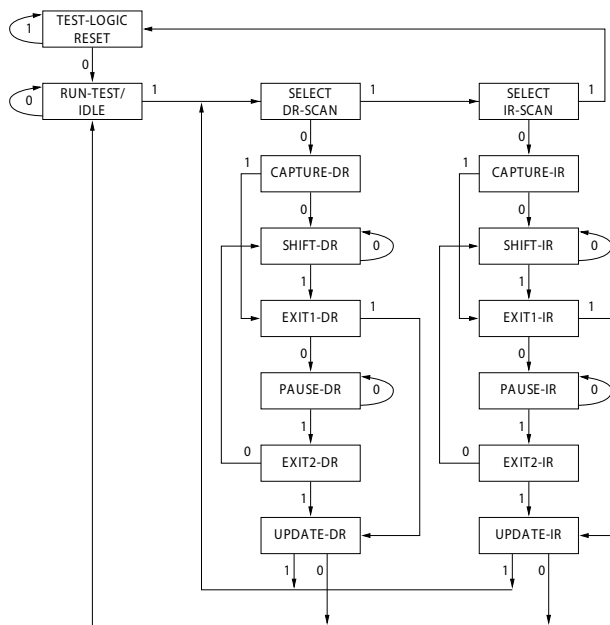 TEST-LOGIC
RESET
1
0
RUN-TEST/
IDLE
0
1
SELECT
DR-SCAN
1
SELECT
IR-SCAN
1
0
0
1
CAPTURE-DR
1
CAPTURE-IR
0
0
SHIFT-DR
0
SHIFT-IR
0
1
1
EXIT1-DR
1
EXIT1-IR
1
0
0
PAUSE-DR
0
PAUSE-IR
0
1
1
0
EXIT2-DR
0
EXIT2-IR
1
1
UPDATE-DR
UPDATE-IR
1
0
1
0